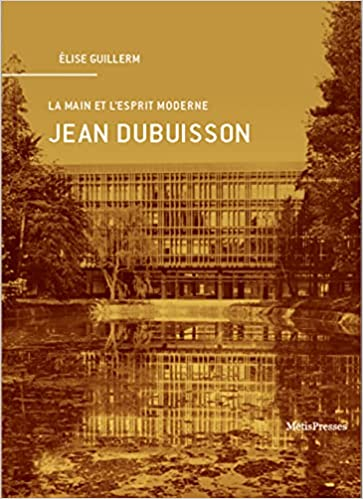 ÉLISE GUILLERM
LA MAIN ET L'ESPRIT MODERNE
JEAN DUBUISSON
MētisPresses